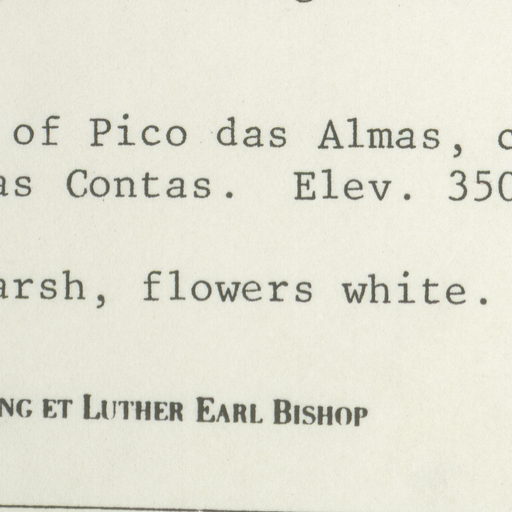 of Pico das Almas, c
as Contas. Elev. 350
arsh, flowers white.
NG ET LUTHER EARL BISHOP